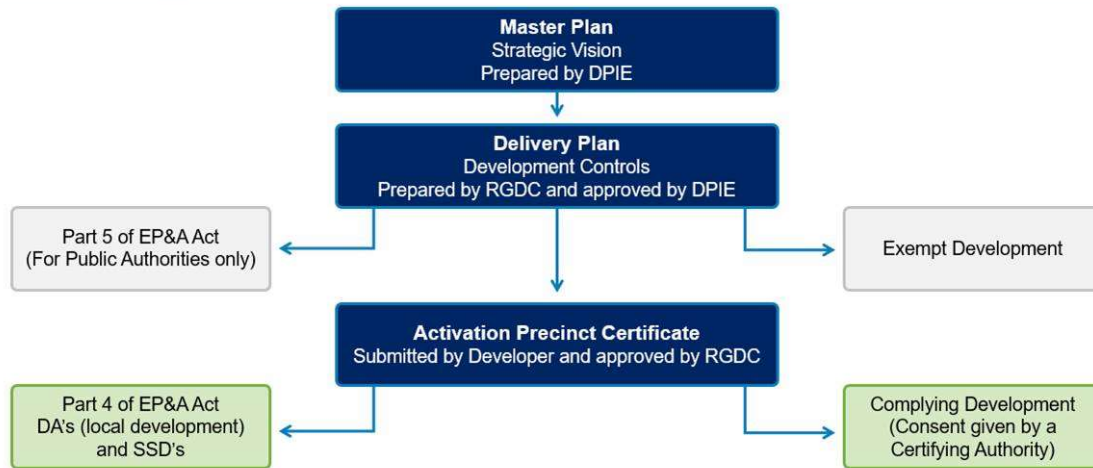 Master Plan
Strategic Vision
Prepared by DPIE
Delivery Plan
Development Controls
Prepared by RGDC and approved by DPIE
Part 5 of EP&A Act
(For Public Authorities only)
Exempt Development
Activation Precinct Certificate
Submitted by Developer and approved by RGDC
Part 4 of EP&A Act
DA's (local development)
and SSD's
Complying Development
(Consent given by a
Certifying Authority)